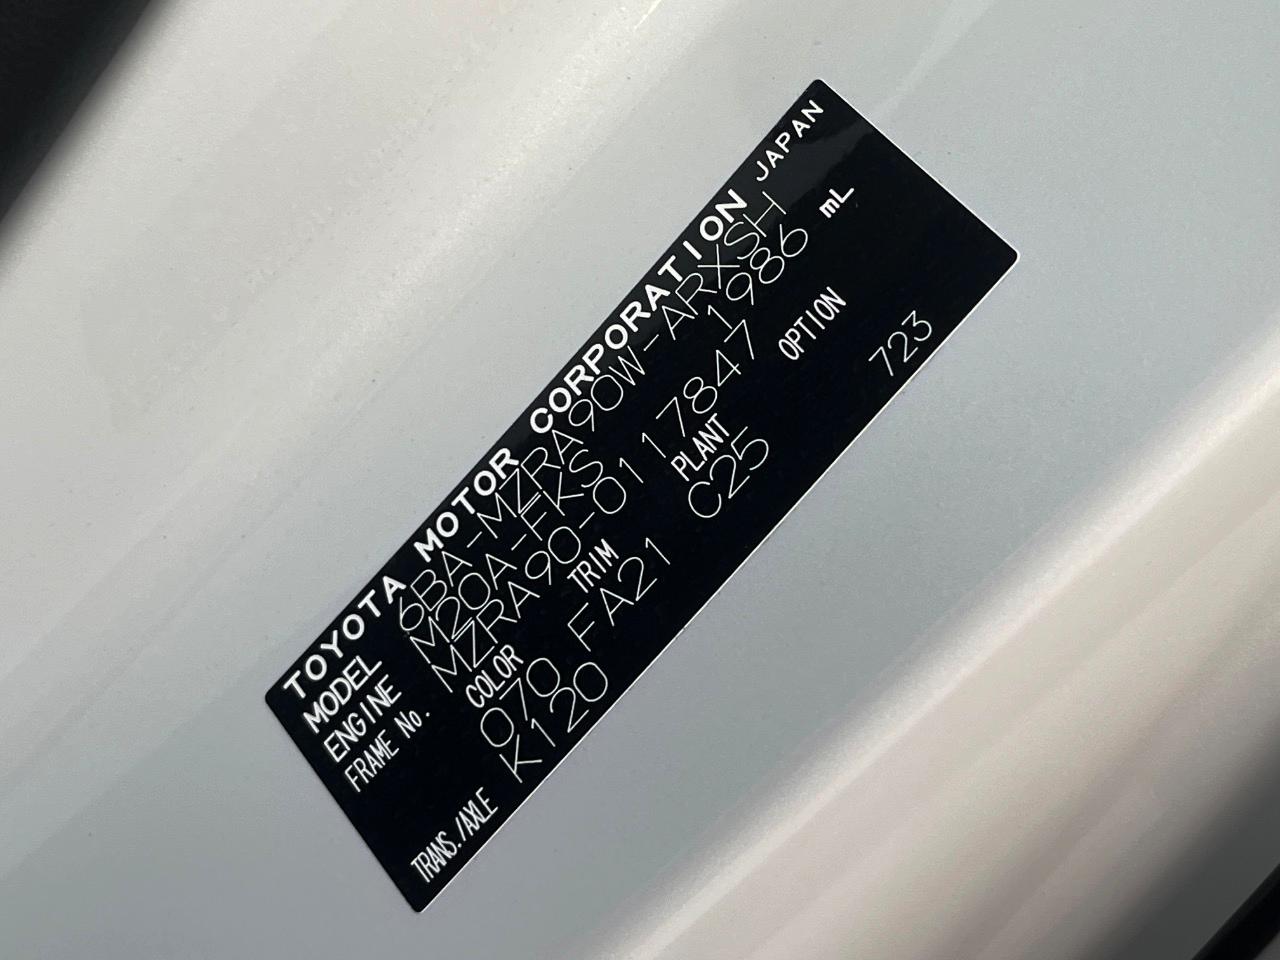 TOYOTA MOTOR CORPORATION JAPAN
MODEL 6BA-MZRA90W-ARXSH
ENGINE M20A-FKS 1986 mL
FRAME No. MZRA90-0117847
COLOR TRIM PLANT OPTION
070 FA21 C25 723
TRANS./AXLE K120